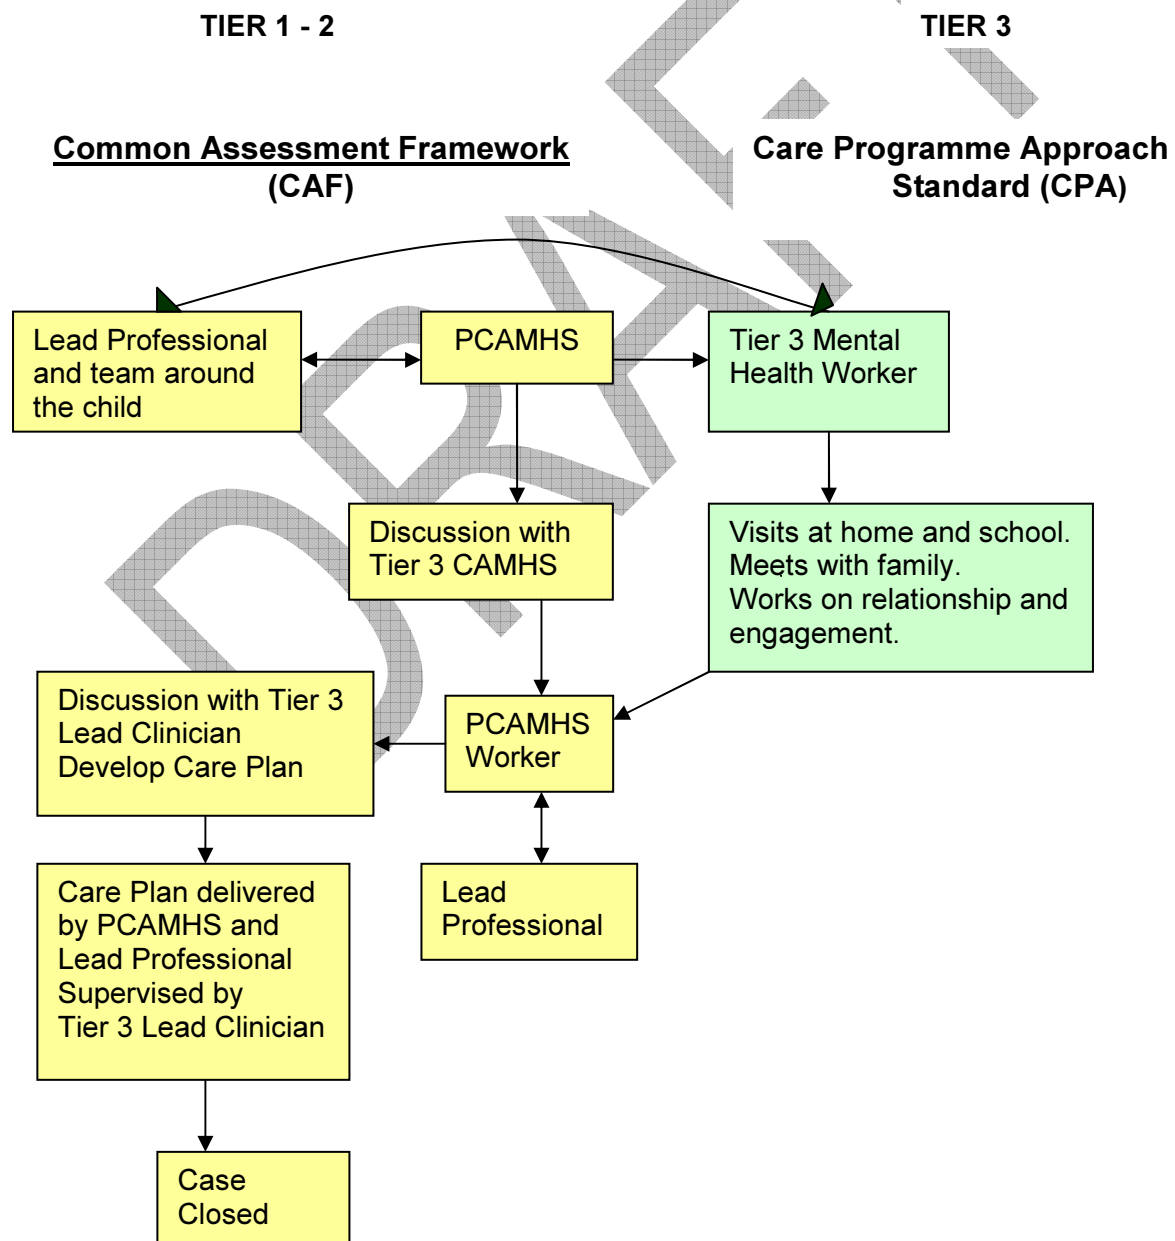 TIER 1 - 2
TIER 3
Common Assessment Framework
(CAF)
Care Programme Approach
Standard (CPA)
Lead Professional
and team around
the child
PCAMHS
Tier 3 Mental
Health Worker
Discussion with
Tier 3 CAMHS
Visits at home and school.
Meets with family.
Works on relationship and
engagement.
Discussion with Tier 3
Lead Clinician
Develop Care Plan
PCAMHS
Worker
Care Plan delivered
by PCAMHS and
Lead Professional
Supervised by
Tier 3 Lead Clinician
Lead
Professional
Case
Closed
DRAFT